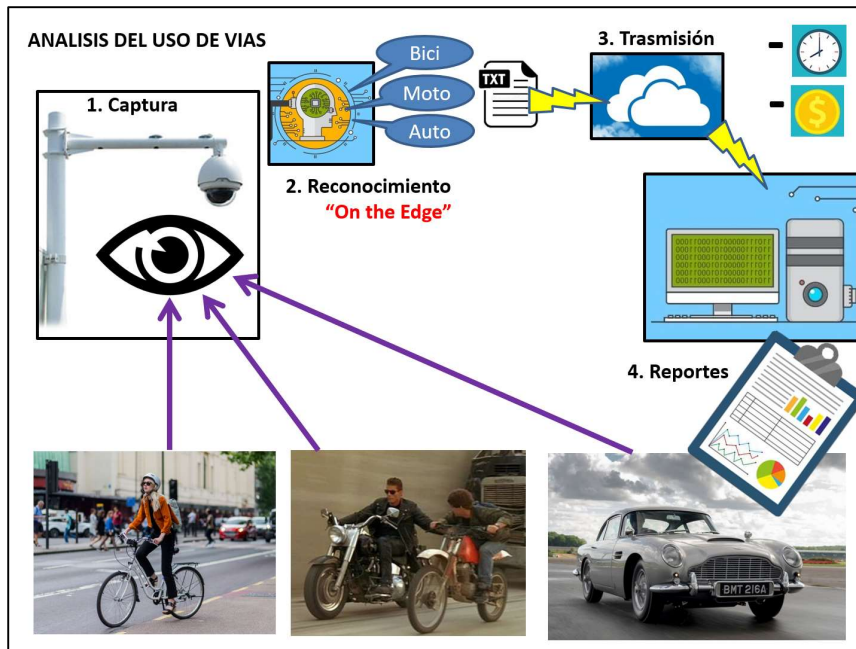 ANALISIS DEL USO DE VIAS
1. Captura
Bici
Moto
Auto
2. Reconocimiento
“On the Edge”
TXT
3. Trasmisión
-
-
$
4. Reportes
BMT 216A